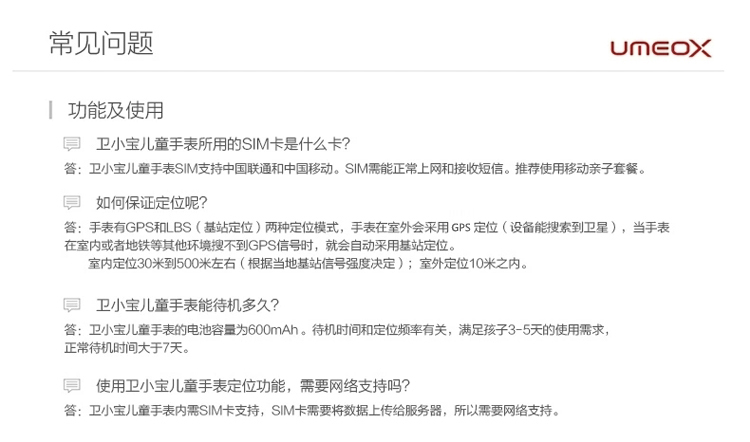 常见问题
UMEOX
功能及使用
卫小宝儿童手表所用的SIM卡是什么卡?
答：卫小宝儿童手表SIM支持中国联通和中国移动。SIM需能正常上网和接收短信。推荐使用移动亲子套餐。
如何保证定位呢?
答：手表有GPS和LBS（基站定位）两种定位模式，手表在室外会采用 GPS 定位（设备能搜索到卫星），当手表
在室内或者地铁等其他环境搜不到GPS信号时，就会自动采用基站定位。
室内定位30米到500米左右（根据当地基站信号强度决定）；室外定位10米之内。
卫小宝儿童手表能待机多久?
答：卫小宝儿童手表的电池容量为600mAh。待机时间和定位频率有关，满足孩子3-5天的使用需求，
正常待机时间大于7天。
使用卫小宝儿童手表定位功能，需要网络支持吗?
答：卫小宝儿童手表内需SIM卡支持，SIM卡需要将数据上传给服务器，所以需要网络支持。